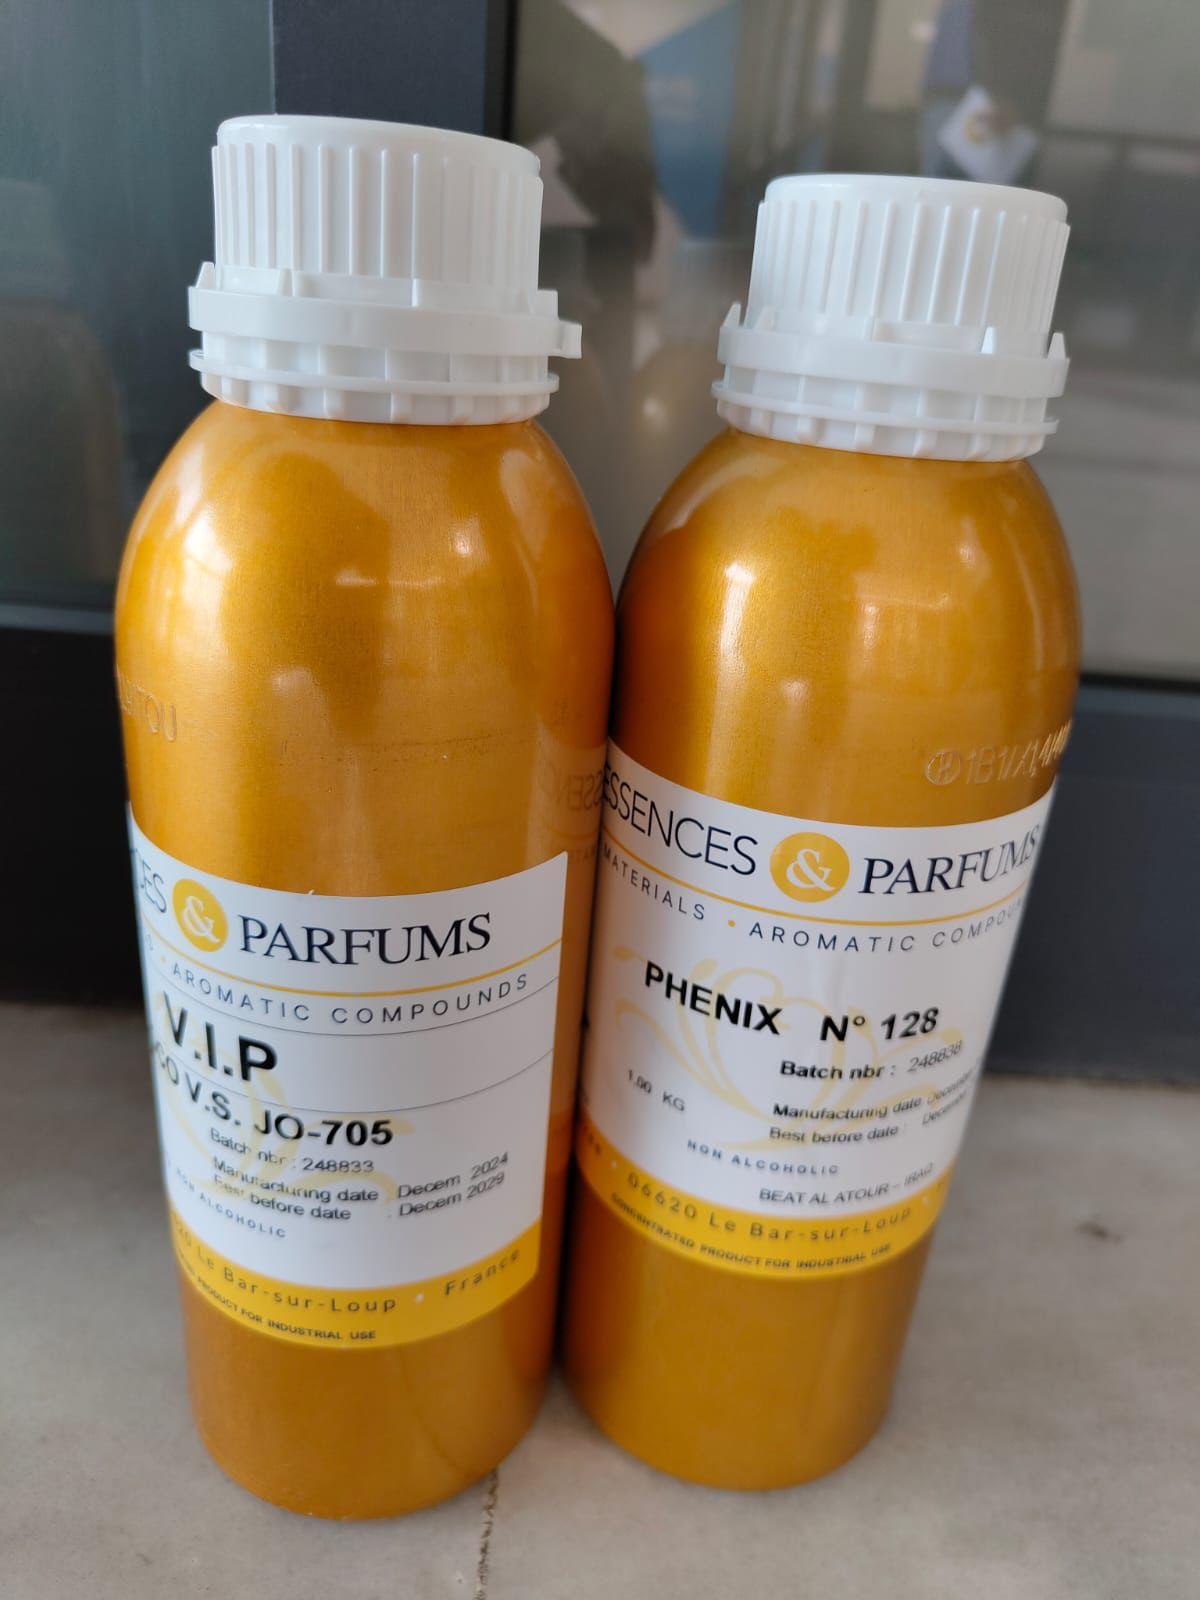 & PARFUMS
AROMATIC COMPOUNDS
V.I.P
CO V.S. JO-705
Batch nbr : 248833
Manufacturing date Decem 2024
Best before date : Decem 2029
NON ALCOHOLIC
Le Bar-sur-Loup • France
PRODUCT FOR INDUSTRIAL USE
ESSENCES & PARFUMS
MATERIALS • AROMATIC
PHENIX N° 128
Batch nbr : 248838
1,00 KG
Manufacturing date
Best before date :
NON ALCOHOLIC
BEAT AL ATOUR - IRAQ
• 06620 Le Bar-sur-Loup •
CONCENTRATED PRODUCT FOR INDUSTRIAL USE